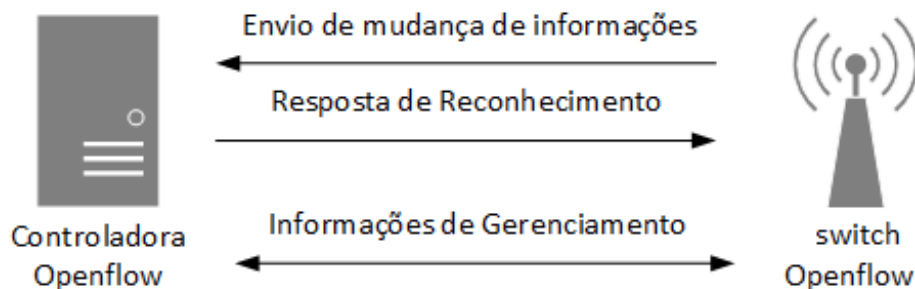 Envio de mudança de informações
Resposta de Reconhecimento
Informações de Gerenciamento
Controladora
Openflow
switch
Openflow